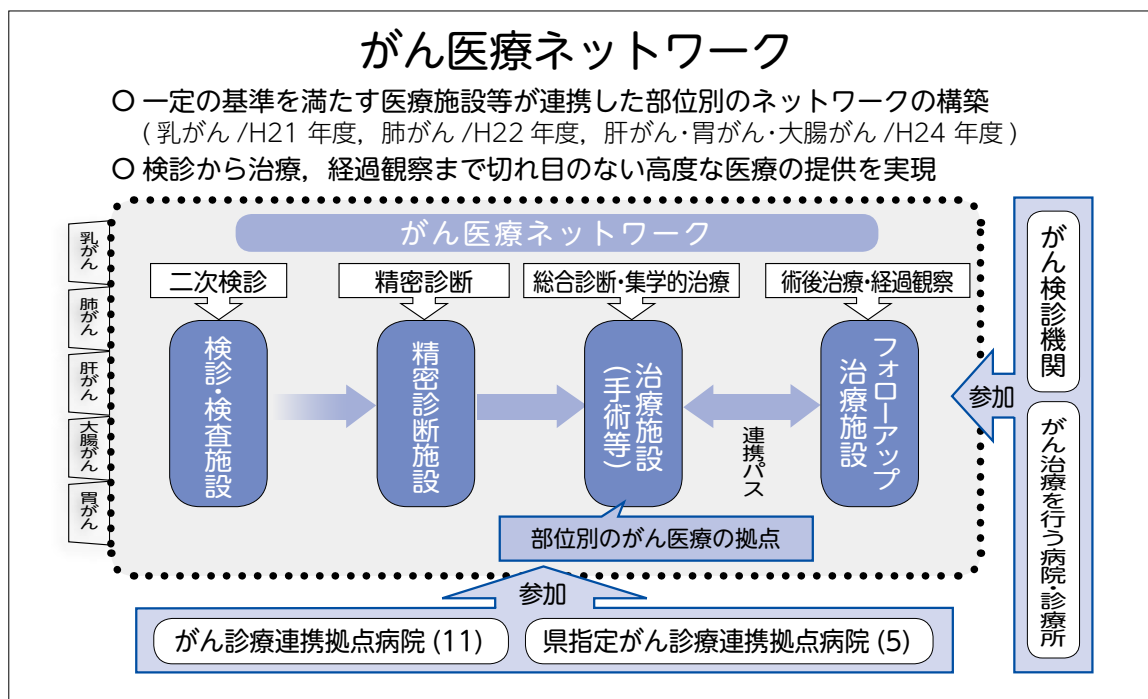 がん医療ネットワーク
○ 一定の基準を満たす医療施設等が連携した部位別のネットワークの構築
( 乳がん /H21 年度，肺がん /H22 年度，肝がん・胃がん・大腸がん /H24 年度 )
○ 検診から治療，経過観察まで切れ目のない高度な医療の提供を実現
乳がん
肺がん
肝がん
大腸がん
胃がん
がん医療ネットワーク
二次検診
精密診断
総合診断・集学的治療
術後治療・経過観察
検診・検査施設
精密診断施設
治療施設
（手術等）
連携パス
フォローアップ
治療施設
部位別のがん医療の拠点
参加
がん診療連携拠点病院 (11)
県指定がん診療連携拠点病院 (5)
参加
がん検診機関
がん治療を行う病院・診療所